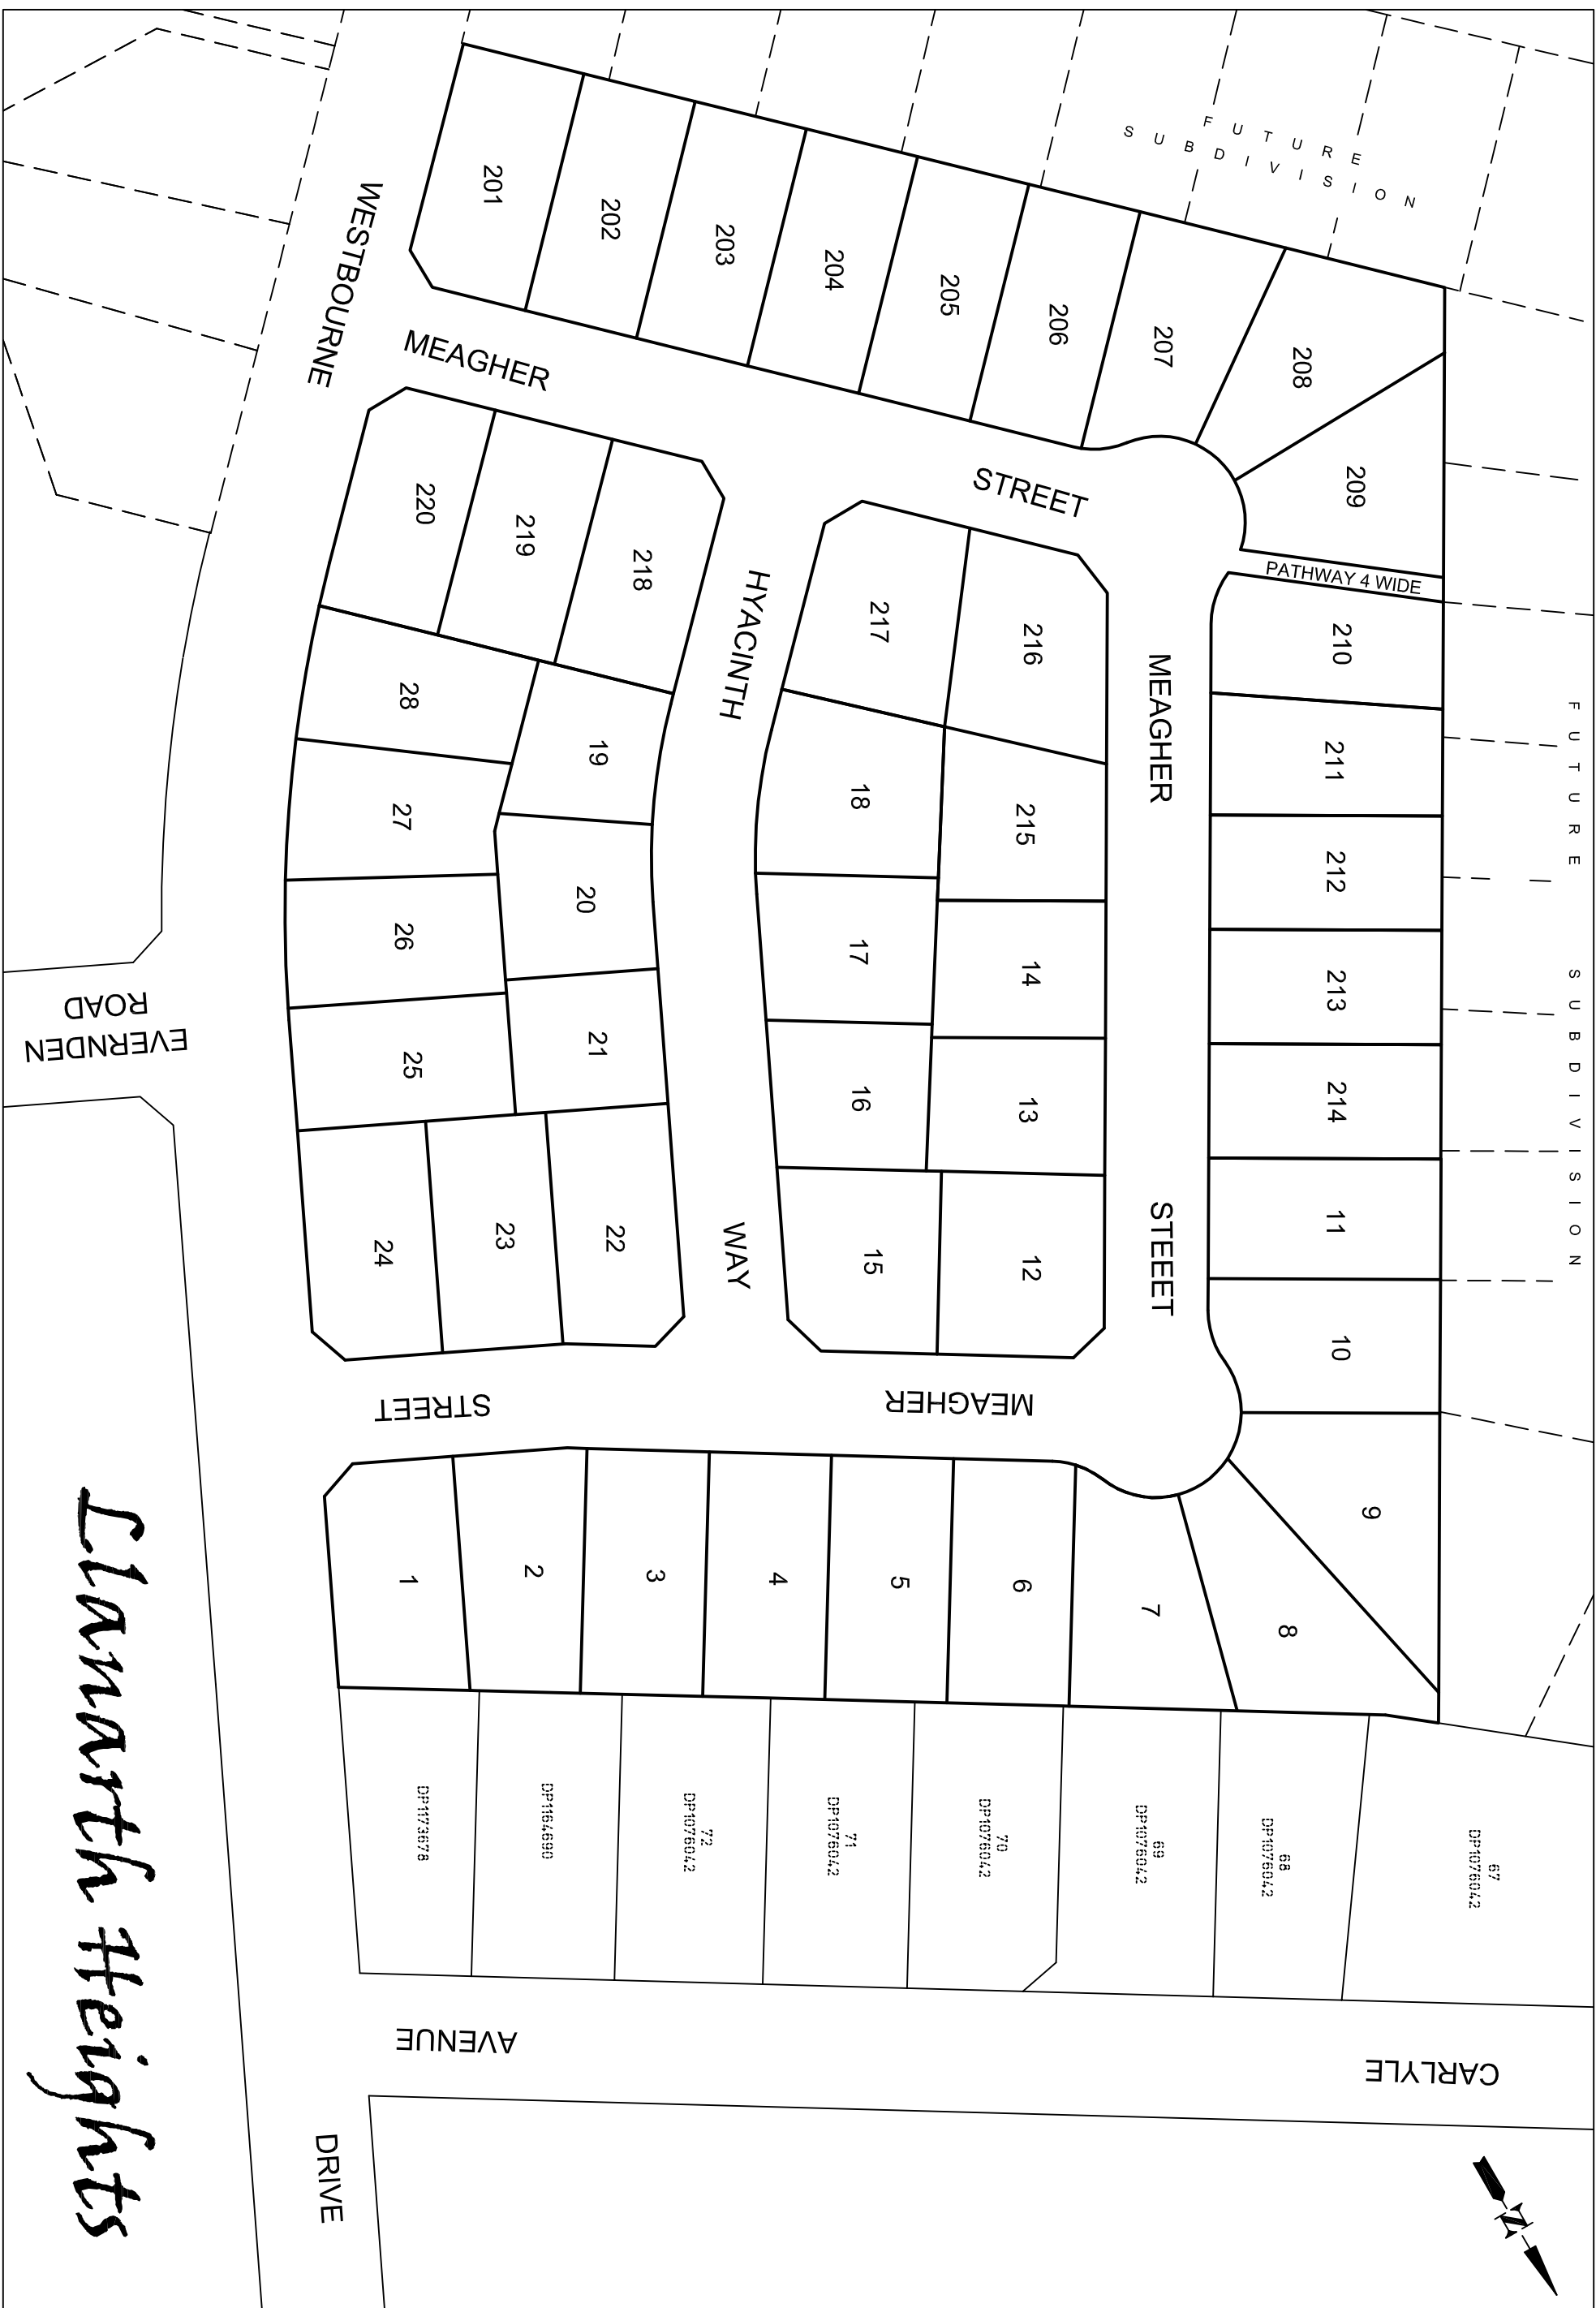 FUTURE
SUBDIVISION
201
202
203
204
205
206
207
208
209
WESTBOURNE
MEAGHER
STREET
PATHWAY 4 WIDE
220
219
218
HYACINTH
217
216
MEAGHER
210
211
212
213
214
11
10
FUTURE SUBDIVISION
28
27
26
25
24
19
20
21
23
22
18
17
16
15
215
14
13
12
WAY
STEEET
EVERNDEN
ROAD
STREET
MEAGHER
1
2
3
4
5
6
7
8
9
DP1173678
DP1164690
72
DP1076042
71
DP1076042
70
DP1076042
69
DP1076042
68
DP1076042
67
DP1076042
AVENUE
CARLYLE
DRIVE
N
Llanarth Heights